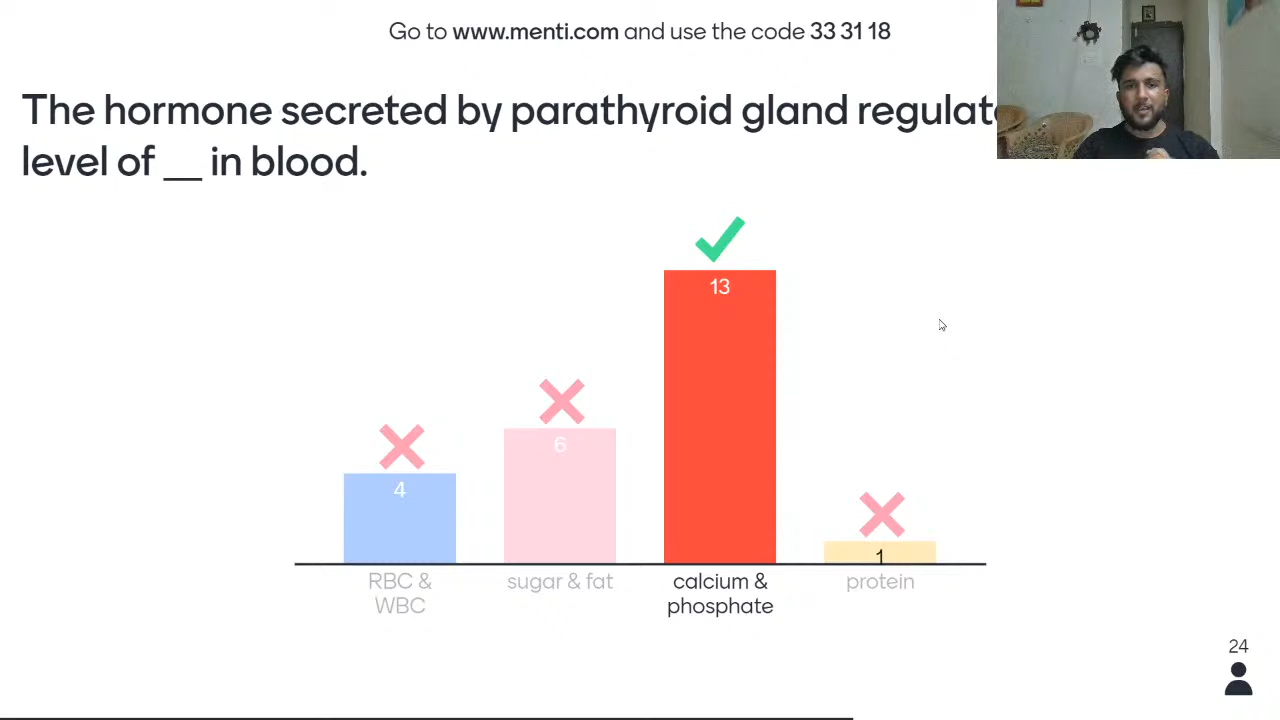 Go to www.menti.com and use the code 33 31 18
The hormone secreted by parathyroid gland
level of __ in blood.
13
6
4
1
RBC &
WBC
sugar & fat
calcium &
phosphate
protein
24